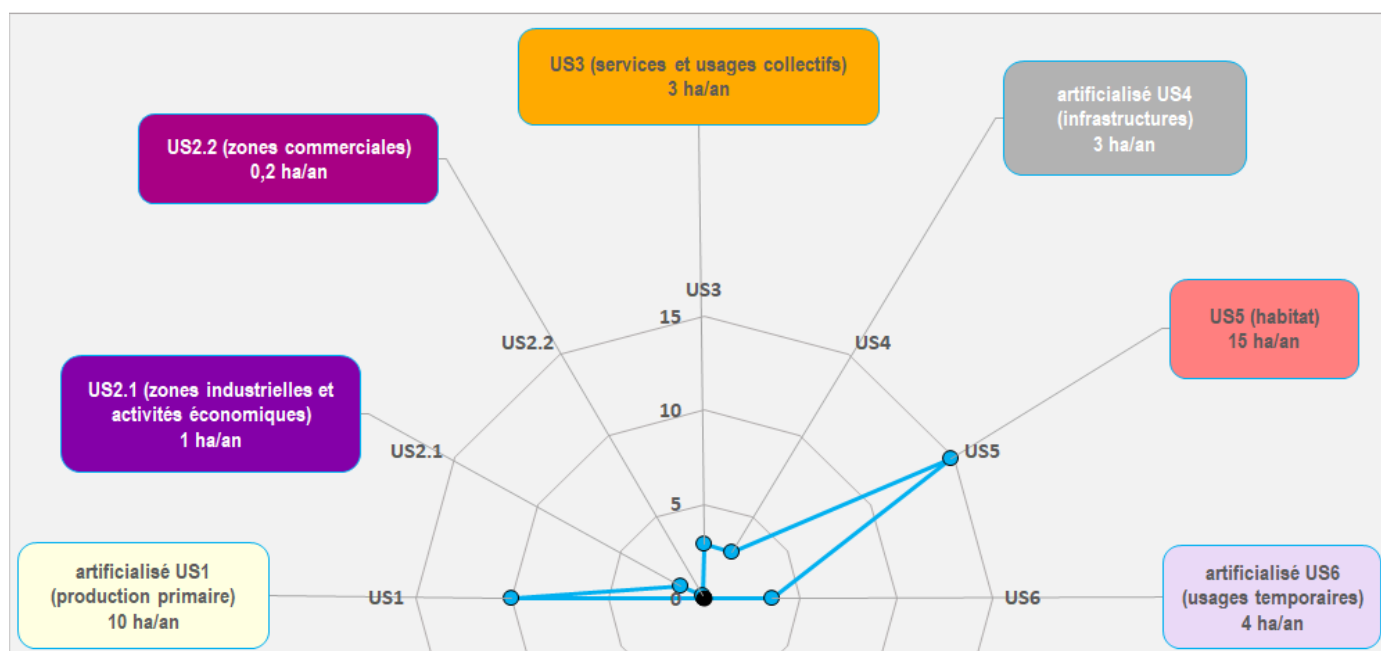 US3 (services et usages collectifs)
3 ha/an
artificialisé US4
(infrastructures)
3 ha/an
US2.2 (zones commerciales)
0,2 ha/an
US5 (habitat)
15 ha/an
US2.1 (zones industrielles et
activités économiques)
1 ha/an
artificialisé US1
(production primaire)
10 ha/an
artificialisé US6
(usages temporaires)
4 ha/an
US3
15
US2.2
US4
10
US2.1
US5
5
US1
0
US6